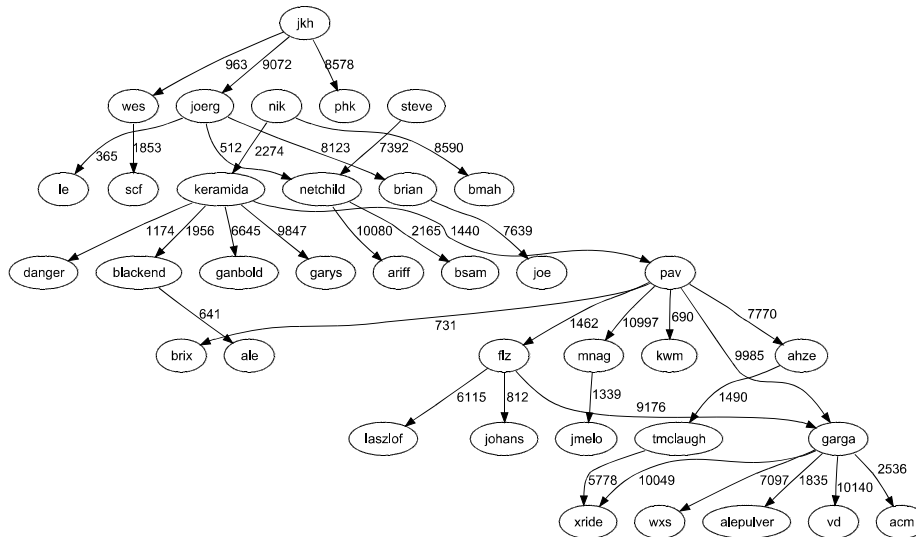 jkh
963 9072 8578
wes joerg nik phk steve
365 1853 512 2274 8123 7392 8590
le scf keramida netchild brian bmah
1174 1956 6645 9847 10080 2165 1440 7639
danger blackend ganbold garys ariff bsam joe pav
641 731 1462 10997 690 7770
brix ale flz mnag kwm ahze
9985
6115 812 1339 9176 1490
laszlof johans jmelo tmclaugh garga
5778 10049 7097 1835 10140 2536
xride wxs alepulver vd acm